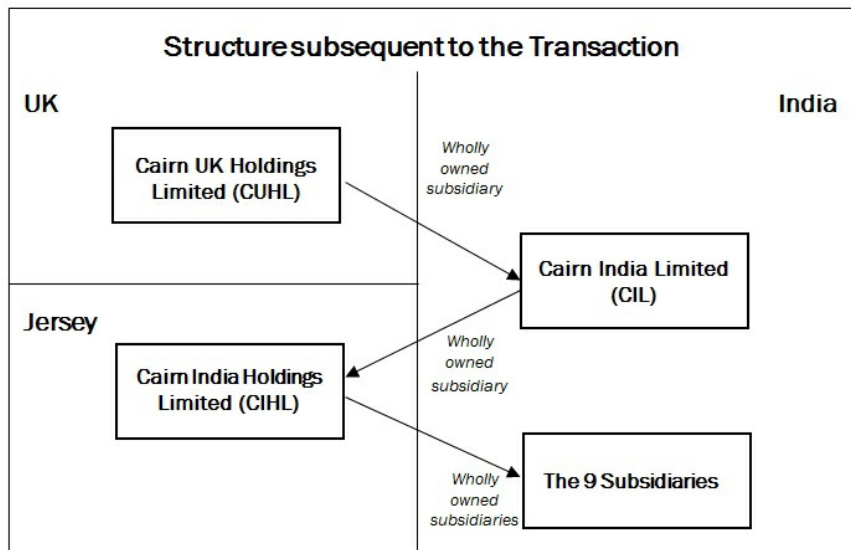 Structure subsequent to the Transaction
UK
India
Cairn UK Holdings
Limited (CUHL)
Wholly
owned
subsidiary
Cairn India Limited
(CIL)
Jersey
Cairn India Holdings
Limited (CIHL)
Wholly
owned
subsidiary
The 9 Subsidiaries
Wholly
owned
subsidiaries